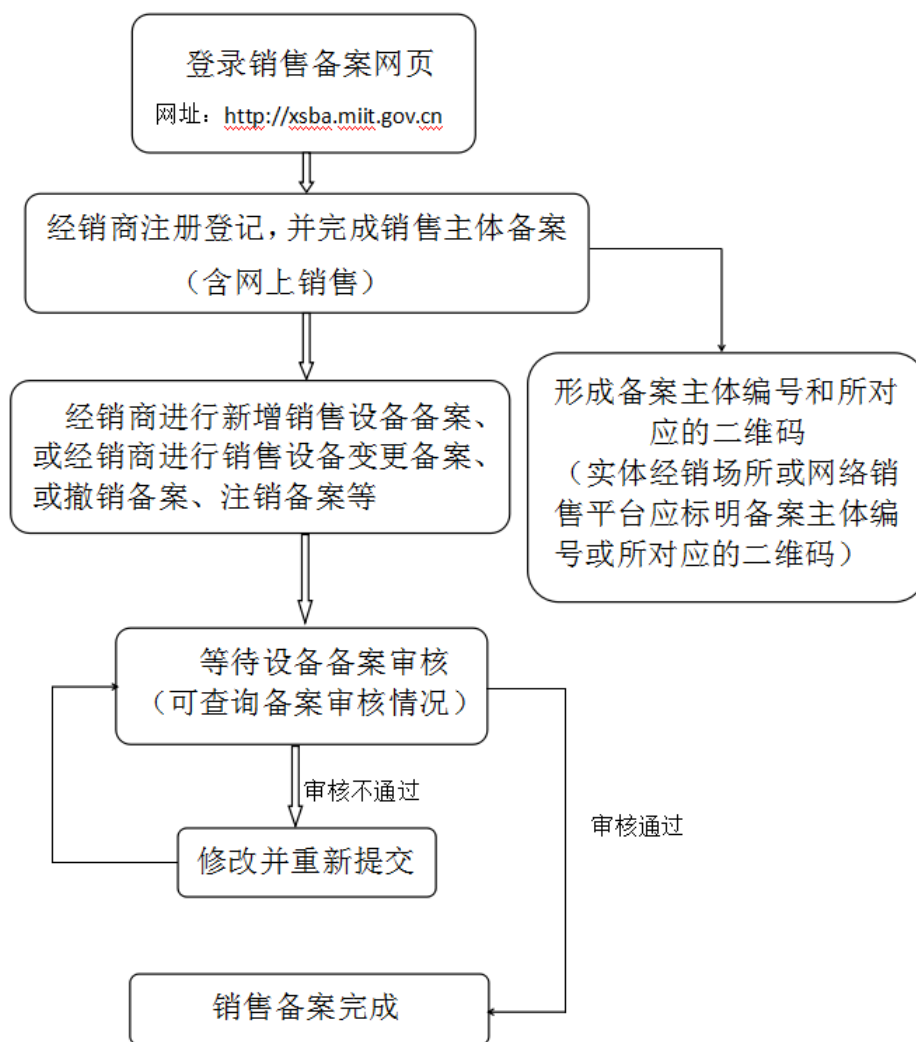 登录销售备案网页
网址：http://xsba.miit.gov.cn
经销商注册登记，并完成销售主体备案
（含网上销售）
经销商进行新增销售设备备案、
或经销商进行销售设备变更备案、
或撤销备案、注销备案等
形成备案主体编号和所对
应的二维码
（实体经销场所或网络销
售平台应标明备案主体编
号或所对应的二维码）
等待设备备案审核
（可查询备案审核情况）
审核不通过
审核通过
修改并重新提交
销售备案完成